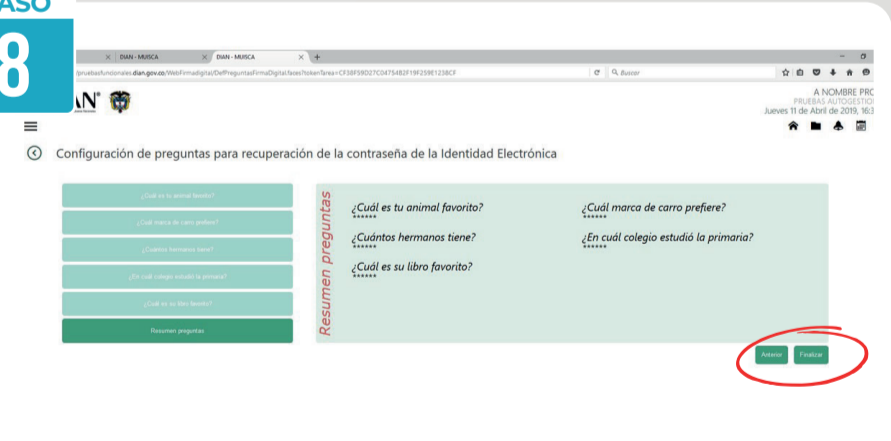 PASO
8
DIAN - MUISCA
DIAN - MUISCA
/pruebasfuncionales.dian.gov.co/WebFirmadigital/DefPreguntasFirmaDigital.faces?tokenTarea=CF38F59D27C0475482F19F259E1238CF
Buscar
A NOMBRE PRO
PRUEBAS AUTOGESTIO
Jueves 11 de Abril de 2019, 16:3
Configuración de preguntas para recuperación de la contraseña de la Identidad Electrónica
¿Cuál es tu animal favorito?
¿Cuál marca de carro prefiere?
¿Cuántos hermanos tiene?
¿En cuál colegio estudió la primaria?
¿Cuál es su libro favorito?
Resumen preguntas
Resumen preguntas
¿Cuál es tu animal favorito?
******
¿Cuál marca de carro prefiere?
******
¿Cuántos hermanos tiene?
******
¿En cuál colegio estudió la primaria?
******
¿Cuál es su libro favorito?
******
Anterior
Finalizar